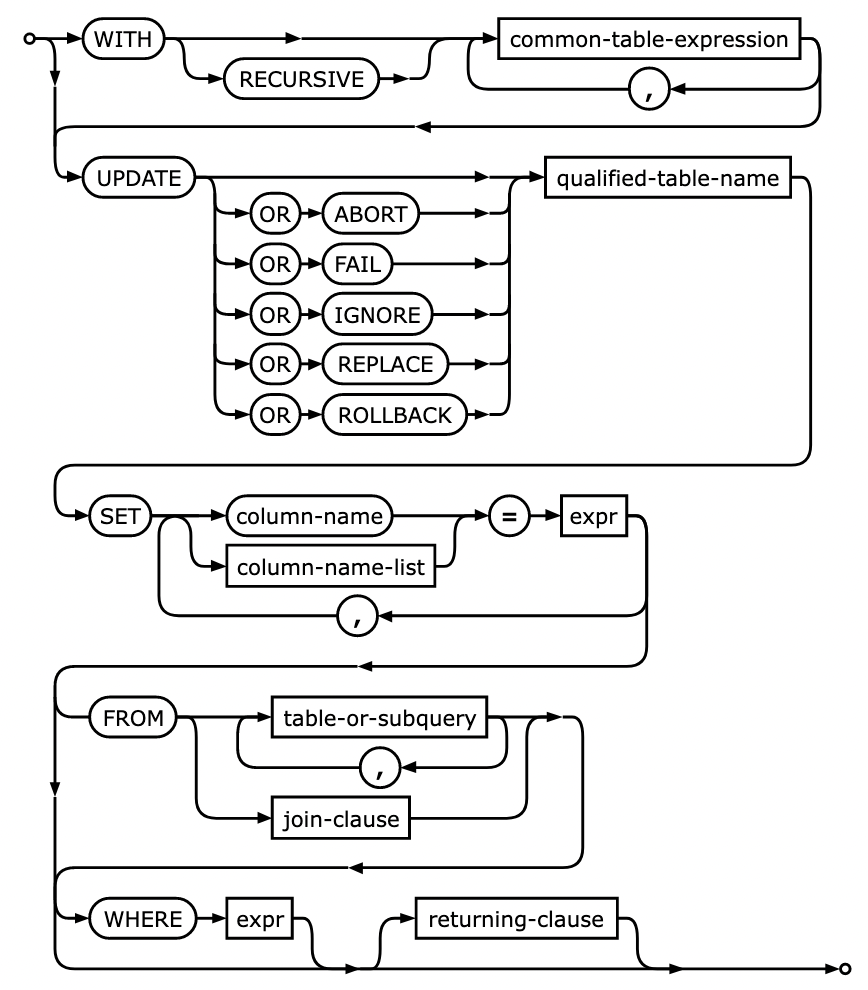 WITH common-table-expression
RECURSIVE ,
UPDATE qualified-table-name
OR ABORT
OR FAIL
OR IGNORE
OR REPLACE
OR ROLLBACK
SET column-name = expr
column-name-list
,
FROM table-or-subquery
,
join-clause
WHERE expr returning-clause